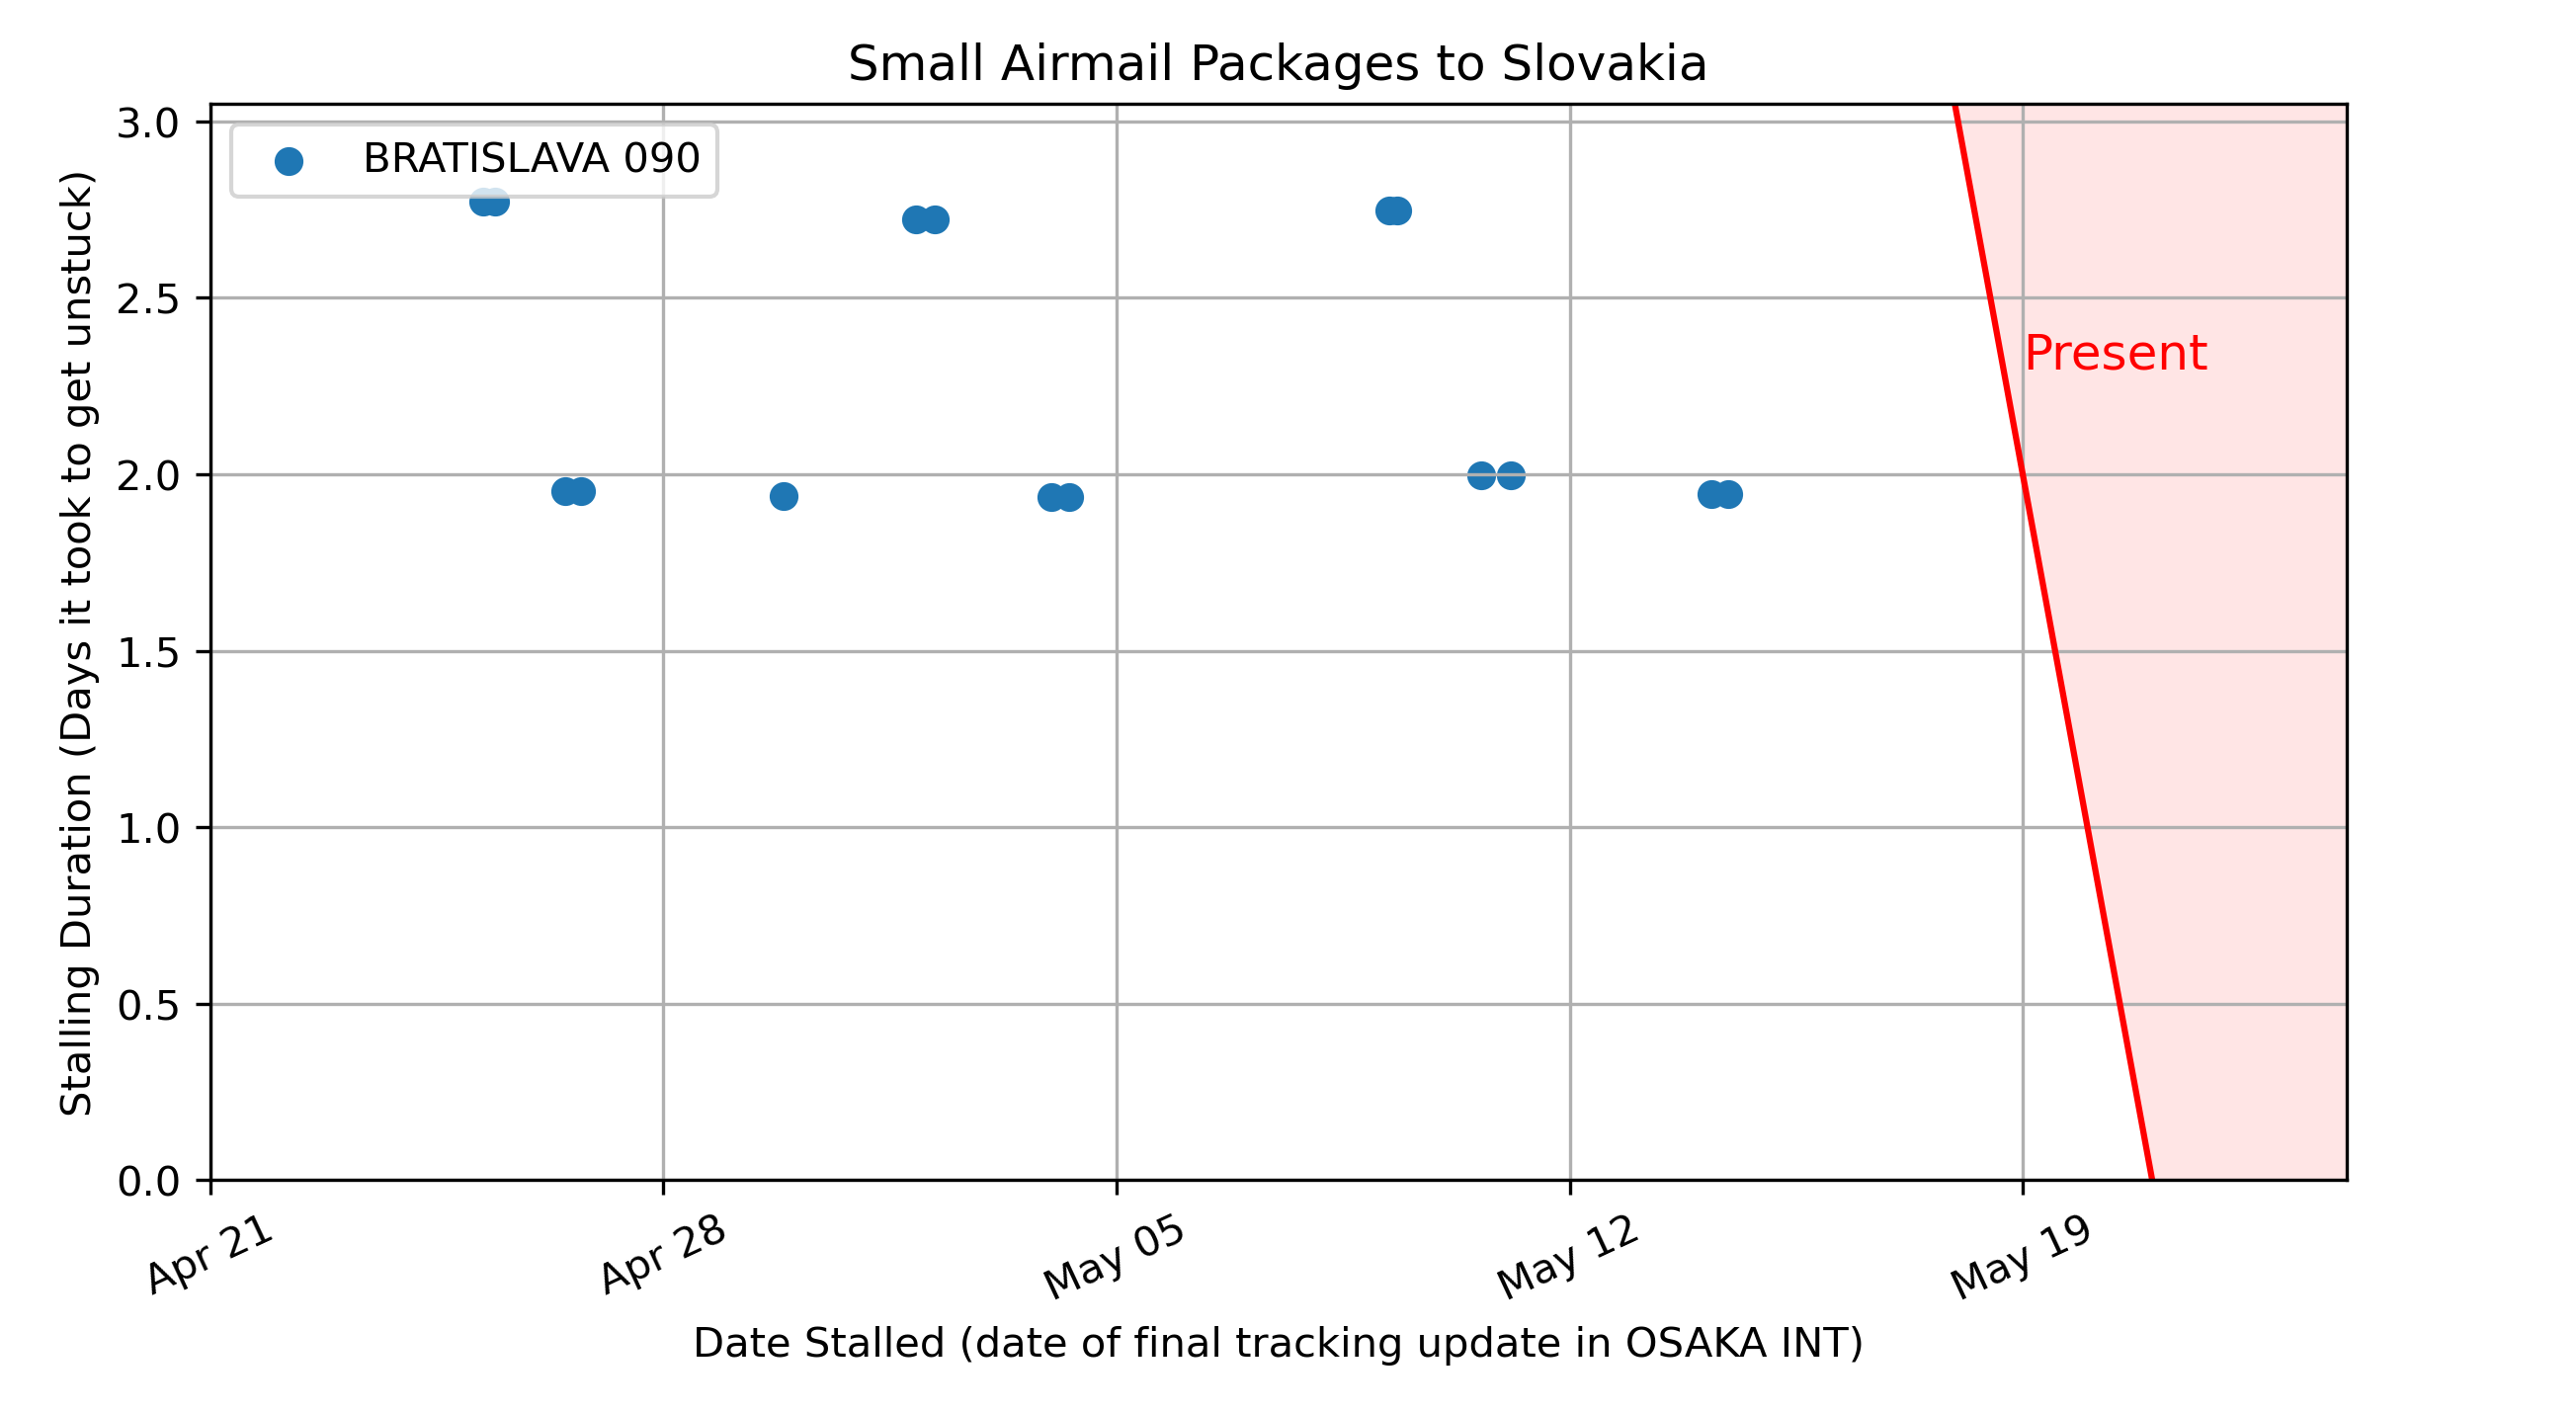 Small Airmail Packages to Slovakia
BRATISLAVA 090
Present
Stalling Duration (Days it took to get unstuck)
3.0
2.5
2.0
1.5
1.0
0.5
0.0
Apr 21
Apr 28
May 05
May 12
May 19
Date Stalled (date of final tracking update in OSAKA INT)